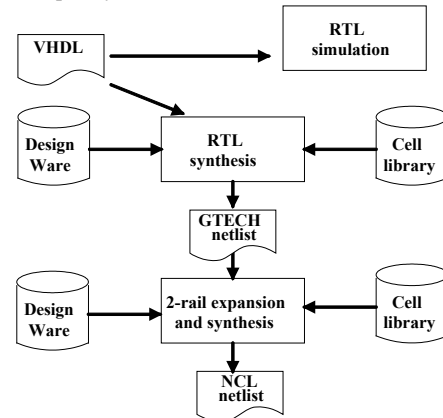 VHDL
RTL
simulation
Design
Ware
RTL
synthesis
Cell
library
GTECH
netlist
Design
Ware
2-rail expansion
and synthesis
Cell
library
NCL
netlist